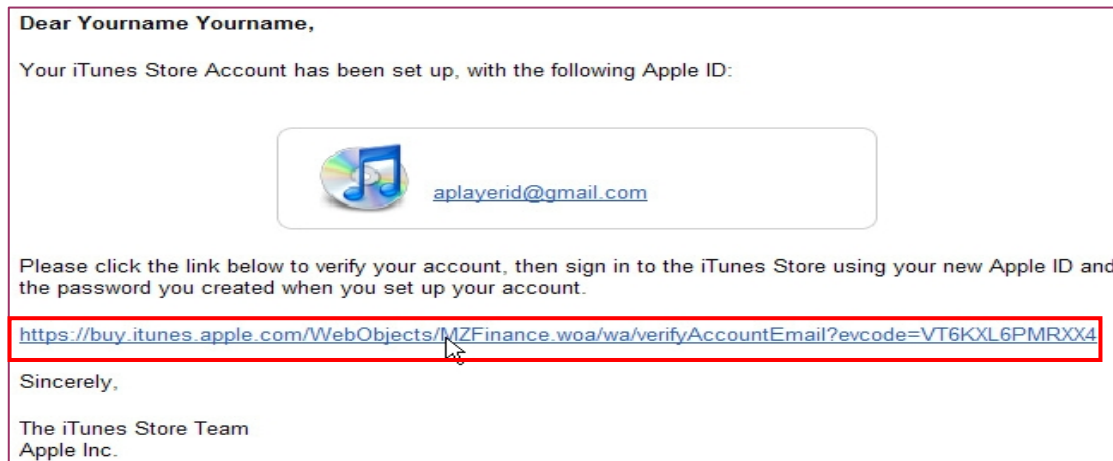 Dear Yourname Yourname,
Your iTunes Store Account has been set up, with the following Apple ID:
aplayerid@gmail.com
Please click the link below to verify your account, then sign in to the iTunes Store using your new Apple ID and
the password you created when you set up your account.
https://buy.itunes.apple.com/WebObjects/MZFinance.woa/wa/verifyAccountEmail?evcode=VT6KXL6PMRXX4
Sincerely,
The iTunes Store Team
Apple Inc.